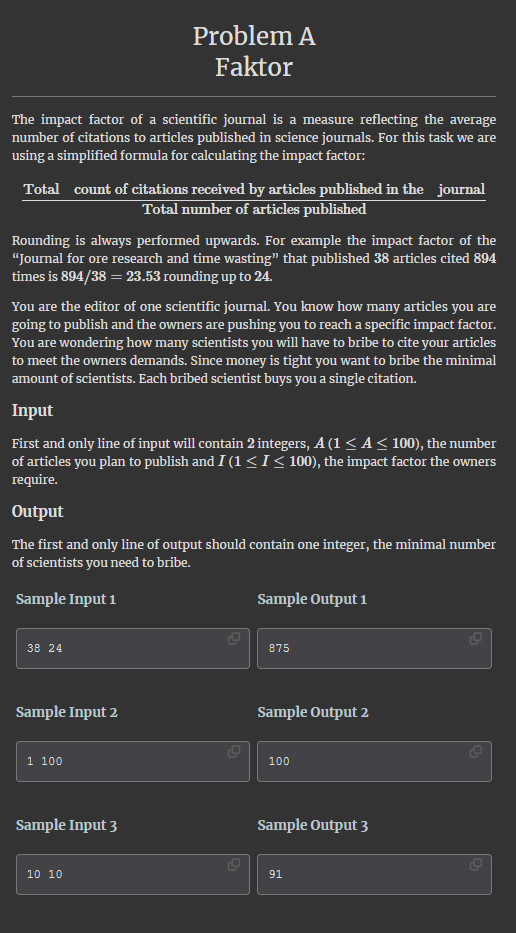 Problem A
Faktor
The impact factor of a scientific journal is a measure reflecting the average
number of citations to articles published in science journals. For this task we are
using a simplified formula for calculating the impact factor:
Total count of citations received by articles published in the journal
Total number of articles published
Rounding is always performed upwards. For example the impact factor of the
“Journal for ore research and time wasting” that published 38 articles cited 894
times is 894/38 = 23.53 rounding up to 24.
You are the editor of one scientific journal. You know how many articles you are
going to publish and the owners are pushing you to reach a specific impact factor.
You are wondering how many scientists you will have to bribe to cite your articles
to meet the owners demands. Since money is tight you want to bribe the minimal
amount of scientists. Each bribed scientist buys you a single citation.
Input
First and only line of input will contain 2 integers, A (1 ≤ A ≤ 100), the number
of articles you plan to publish and I (1 ≤ I ≤ 100), the impact factor the owners
require.
Output
The first and only line of output should contain one integer, the minimal number
of scientists you need to bribe.
Sample Input 1 Sample Output 1
38 24 875
Sample Input 2 Sample Output 2
1 100 100
Sample Input 3 Sample Output 3
10 10 91